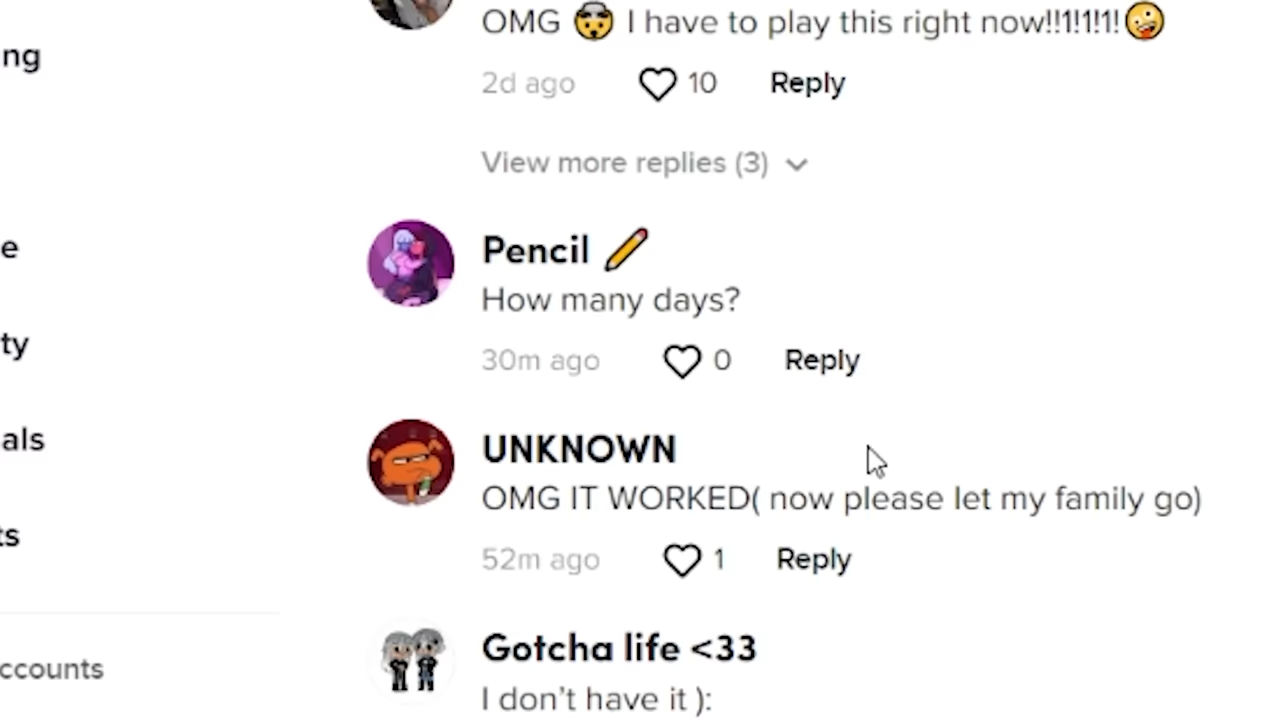 OMG 🤯 I have to play this right now!!1!1!1!🤪
ng
2d ago 10 Reply
View more replies (3)
e
Pencil ✏️
How many days?
ty
30m ago 0 Reply
als
UNKNOWN
OMG IT WORKED( now please let my family go)
ts
52m ago 1 Reply
ccounts
Gotcha life <33
I don't have it ):